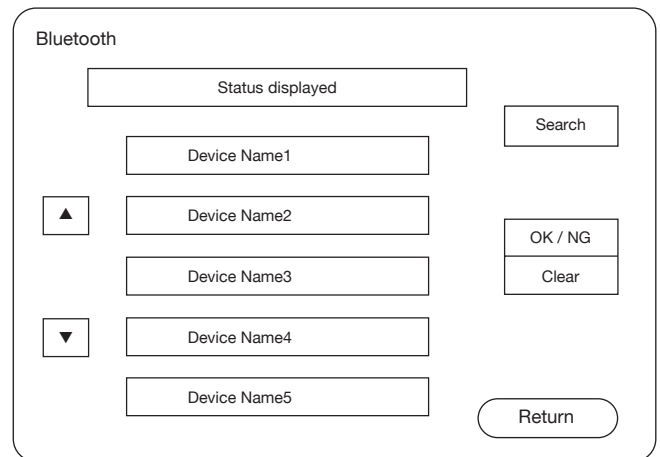 Bluetooth
Status displayed
Search
Device Name1
▲
Device Name2
OK / NG
Device Name3
Clear
▼
Device Name4
Device Name5
Return